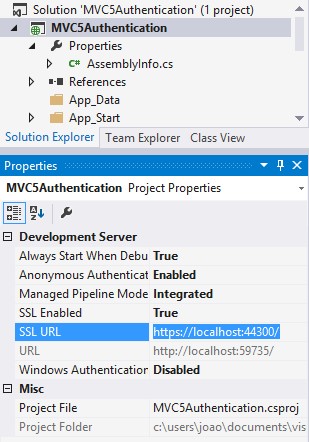 Solution 'MVC5Authentication' (1 project)
MVC5Authentication
Properties
C# AssemblyInfo.cs
References
App_Data
App_Start
Solution Explorer Team Explorer Class View
Properties
MVC5Authentication Project Properties
Development Server
Always Start When Debu True
Anonymous Authenticat Enabled
Managed Pipeline Mode Integrated
SSL Enabled True
SSL URL https://localhost:44300/
URL http://localhost:59735/
Windows Authentication Disabled
Misc
Project File MVC5Authentication.csproj
Project Folder c:\users\joao\documents\vis